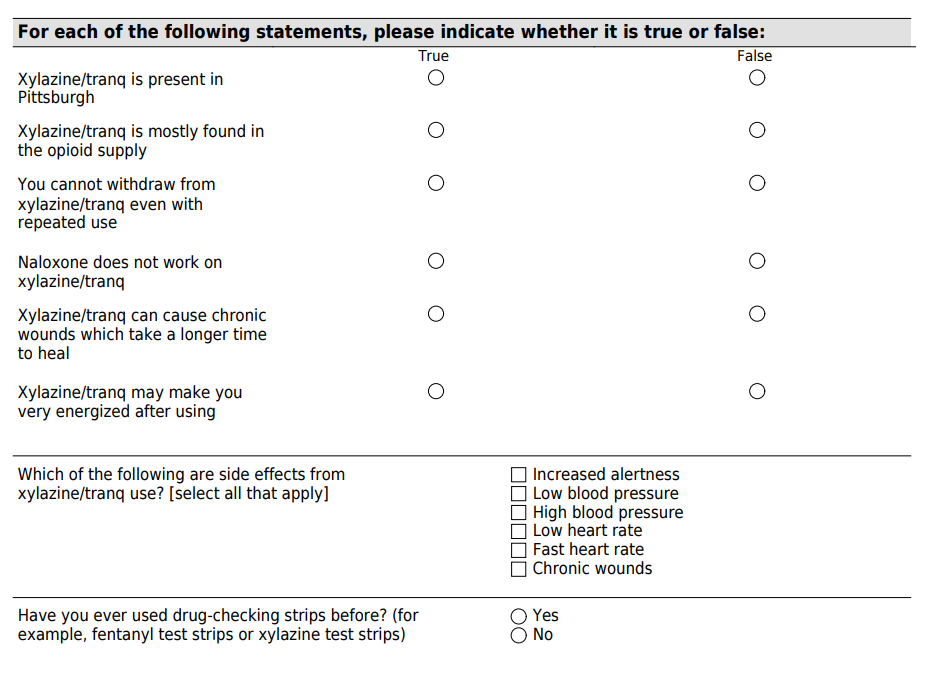 For each of the following statements, please indicate whether it is true or false:
True False
Xylazine/tranq is present in
Pittsburgh
Xylazine/tranq is mostly found in
the opioid supply
You cannot withdraw from
xylazine/tranq even with
repeated use
Naloxone does not work on
xylazine/tranq
Xylazine/tranq can cause chronic
wounds which take a longer time
to heal
Xylazine/tranq may make you
very energized after using
Which of the following are side effects from
xylazine/tranq use? [select all that apply]
Increased alertness
Low blood pressure
High blood pressure
Low heart rate
Fast heart rate
Chronic wounds
Have you ever used drug-checking strips before? (for
example, fentanyl test strips or xylazine test strips)
Yes
No